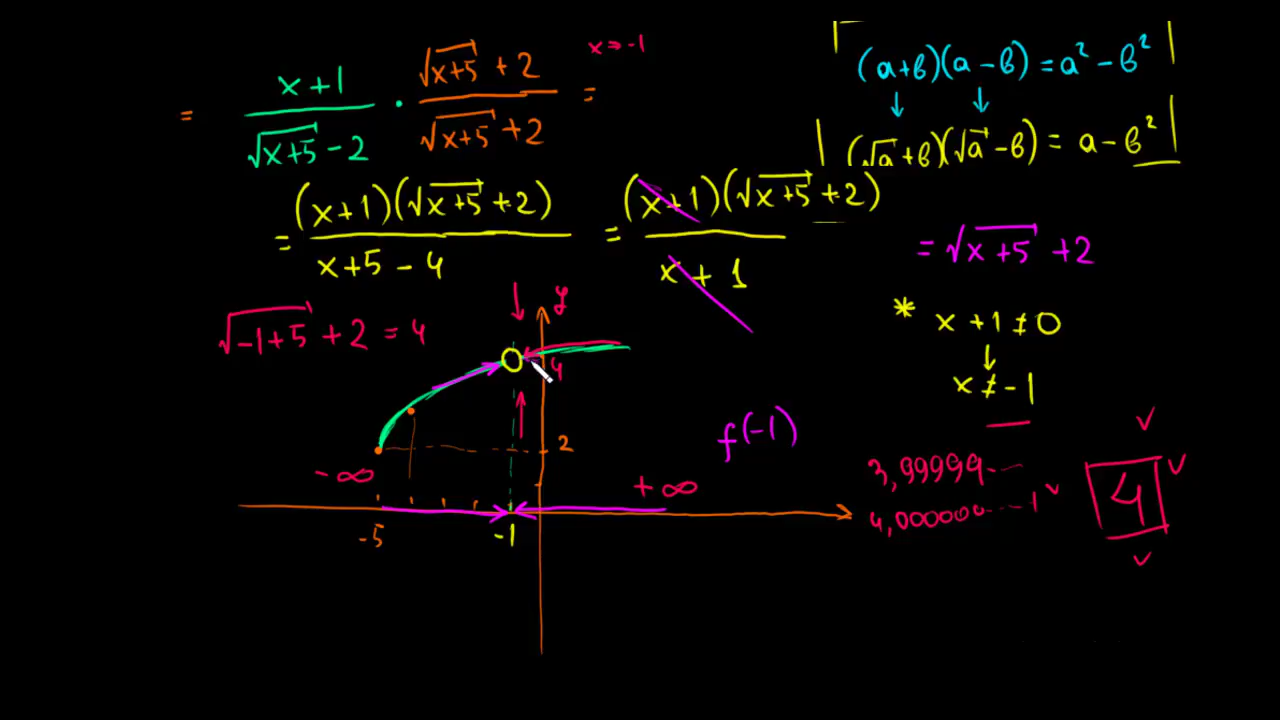 x → -1
= x+1 / √(x+5) - 2 · √(x+5) + 2 / √(x+5) + 2 =
(a+b)(a-b) = a² - b²
(√a + b)(√a - b) = a - b²
= (x+1)(√(x+5) + 2) / x+5-4 = (x+1)(√(x+5) + 2) / x+1
= √(x+5) + 2
* x+1 ≠ 0
x ≠ -1
√(-1+5) + 2 = 4
y
4
2
f(-1)
-∞
+∞
-5
-1
3,99999...
4,000000...1
4